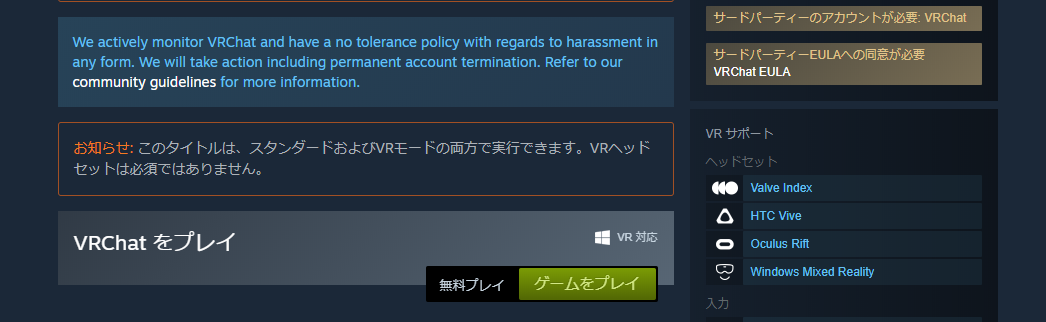 We actively monitor VRChat and have a no tolerance policy with regards to harassment in
any form. We will take action including permanent account termination. Refer to our
community guidelines for more information.
お知らせ: このタイトルは、スタンダードおよびVRモードの両方で実行できます。VRヘッド
セットは必須ではありません。
VRChat をプレイ
VR 対応
無料プレイ
ゲームをプレイ
サードパーティーのアカウントが必要: VRChat
サードパーティーEULAへの同意が必要
VRChat EULA
VR サポート
ヘッドセット
Valve Index
HTC Vive
Oculus Rift
Windows Mixed Reality
入力